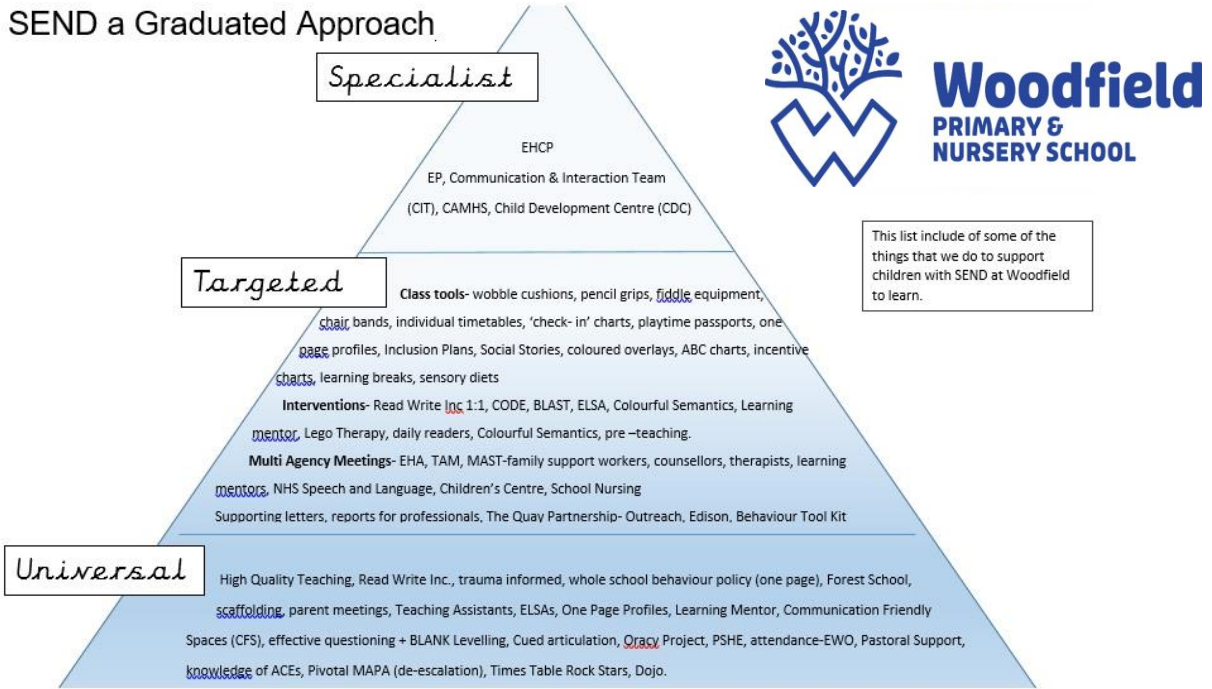 SEND a Graduated Approach.
Specialist
Woodfield
PRIMARY &
NURSERY SCHOOL
EHCP
EP, Communication & Interaction Team
(CIT), CAMHS, Child Development Centre (CDC)
This list include of some of the
things that we do to support
children with SEND at Woodfield
to learn.
Targeted
Class tools- wobble cushions, pencil grips, fiddle equipment,
chair bands, individual timetables, ‘check- in’ charts, playtime passports, one
page profiles, Inclusion Plans, Social Stories, coloured overlays, ABC charts, incentive
charts, learning breaks, sensory diets
Interventions- Read Write Inc 1:1, CODE, BLAST, ELSA, Colourful Semantics, Learning
mentor, Lego Therapy, daily readers, Colourful Semantics, pre –teaching.
Multi Agency Meetings- EHA, TAM, MAST-family support workers, counsellors, therapists, learning
mentors, NHS Speech and Language, Children’s Centre, School Nursing
Supporting letters, reports for professionals, The Quay Partnership- Outreach, Edison, Behaviour Tool Kit
Universal
High Quality Teaching, Read Write Inc., trauma informed, whole school behaviour policy (one page), Forest School,
scaffolding, parent meetings, Teaching Assistants, ELSAs, One Page Profiles, Learning Mentor, Communication Friendly
Spaces (CFS), effective questioning + BLANK Levelling, Cued articulation, Oracy Project, PSHE, attendance-EWO, Pastoral Support,
knowledge of ACEs, Pivotal MAPA (de-escalation), Times Table Rock Stars, Dojo.